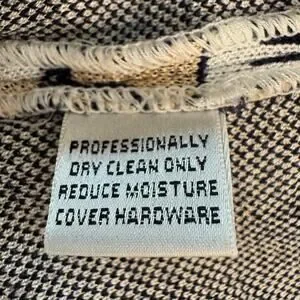 PROFESSIONALLY
DRY CLEAN ONLY
REDUCE MOISTURE
COVER HARDWARE